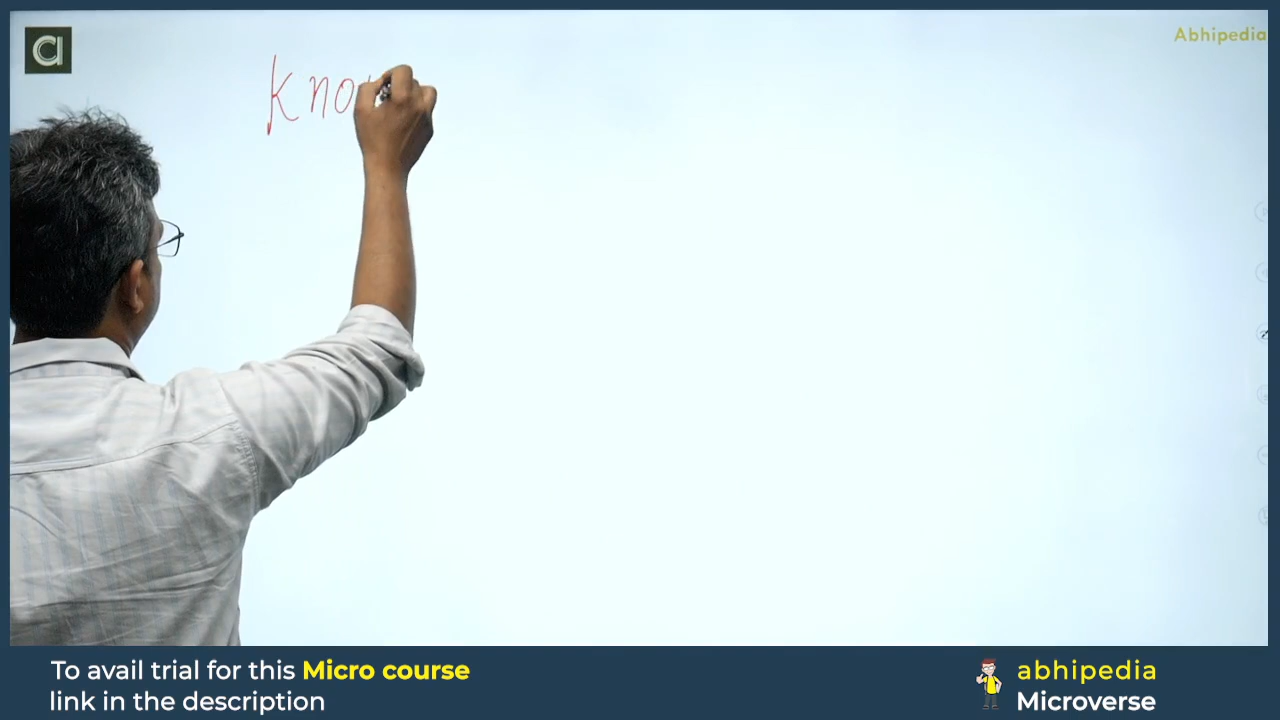 Abhipedia
kno
To avail trial for this Micro course
link in the description
abhipedia
Microverse